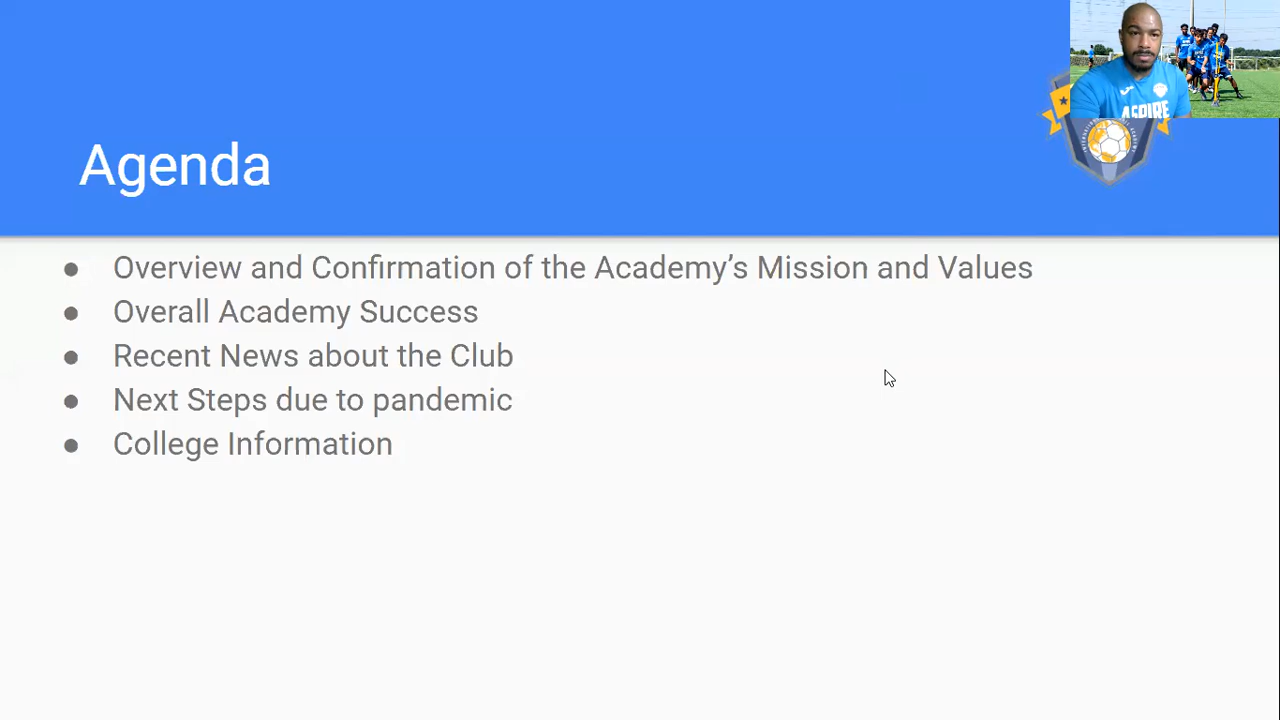 Agenda
ASPIRE
● Overview and Confirmation of the Academy’s Mission and Values
● Overall Academy Success
● Recent News about the Club
● Next Steps due to pandemic
● College Information